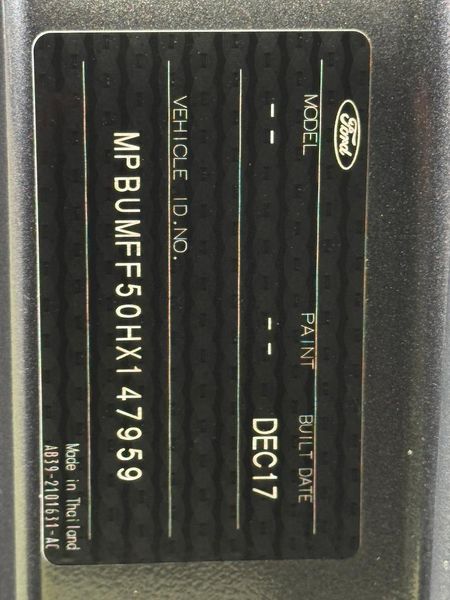 Ford
MODEL PAINT BUILT DATE
-- -- DEC17
VEHICLE ID.NO.
MPBUMFF50HX147959
Made in Thailand
AB39-2101631-AC